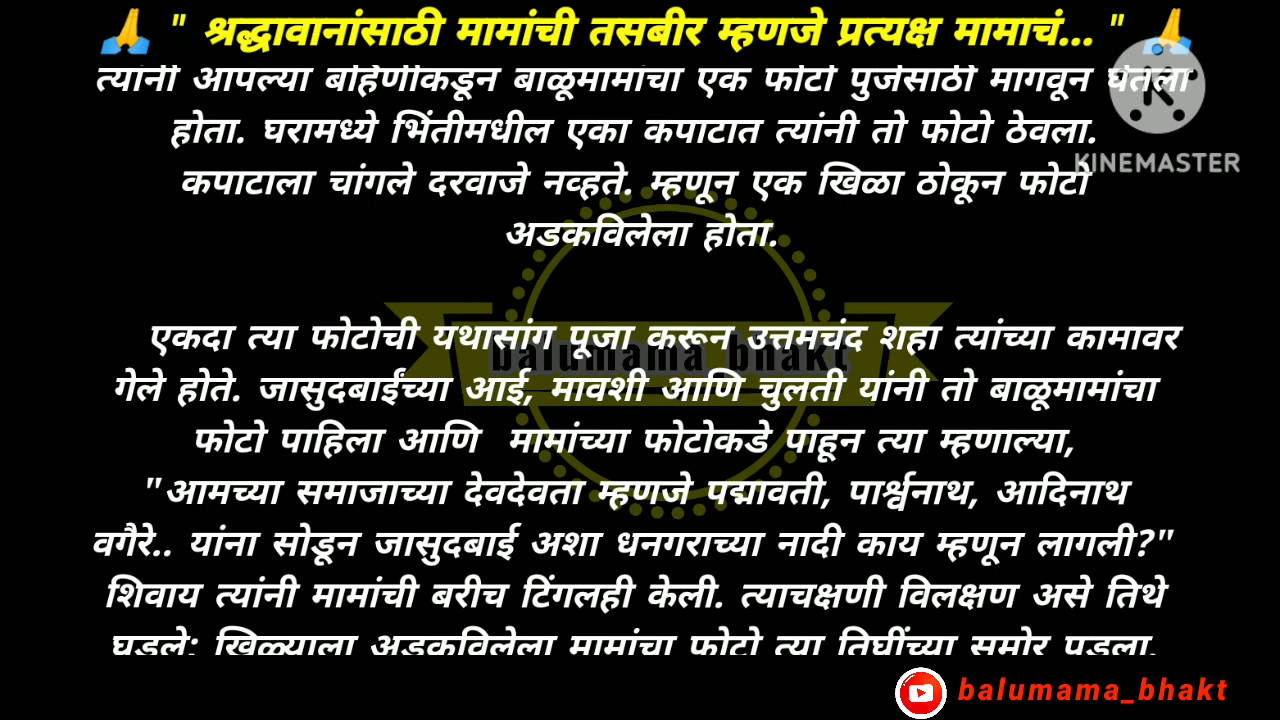 🙏 " श्रद्धावानांसाठी मामांची तसबीर म्हणजे प्रत्यक्ष मामाचं... " 🙏
त्यांनी आपल्या बहिणीकडून बाळूमामांचा एक फोटो पुजेसाठी मागवून घेतला
होता. घरामध्ये भिंतीमधील एका कपाटात त्यांनी तो फोटो ठेवला.
कपाटाला चांगले दरवाजे नव्हते. म्हणून एक खिळा ठोकून फोटो
अडकविलेला होता.
एकदा त्या फोटोची यथासांग पूजा करून उत्तमचंद शहा त्यांच्या कामावर
गेले होते. जासुदबाईंच्या आई, मावशी आणि चुलती यांनी तो बाळूमामांचा
फोटो पाहिला आणि मामांच्या फोटोकडे पाहून त्या म्हणाल्या,
"आमच्या समाजाच्या देवदेवता म्हणजे पद्मावती, पार्श्वनाथ, आदिनाथ
वगैरे.. यांना सोडून जासुदबाई अशा धनगराच्या नादी काय म्हणून लागली?"
शिवाय त्यांनी मामांची बरीच टिंगलही केली. त्याचक्षणी विलक्षण असे तिथे
घडले; खिळ्याला अडकविलेला मामांचा फोटो त्या तिघींच्या समोर पडला.
KINEMASTER
balumama_bhakt
balumama_bhakt